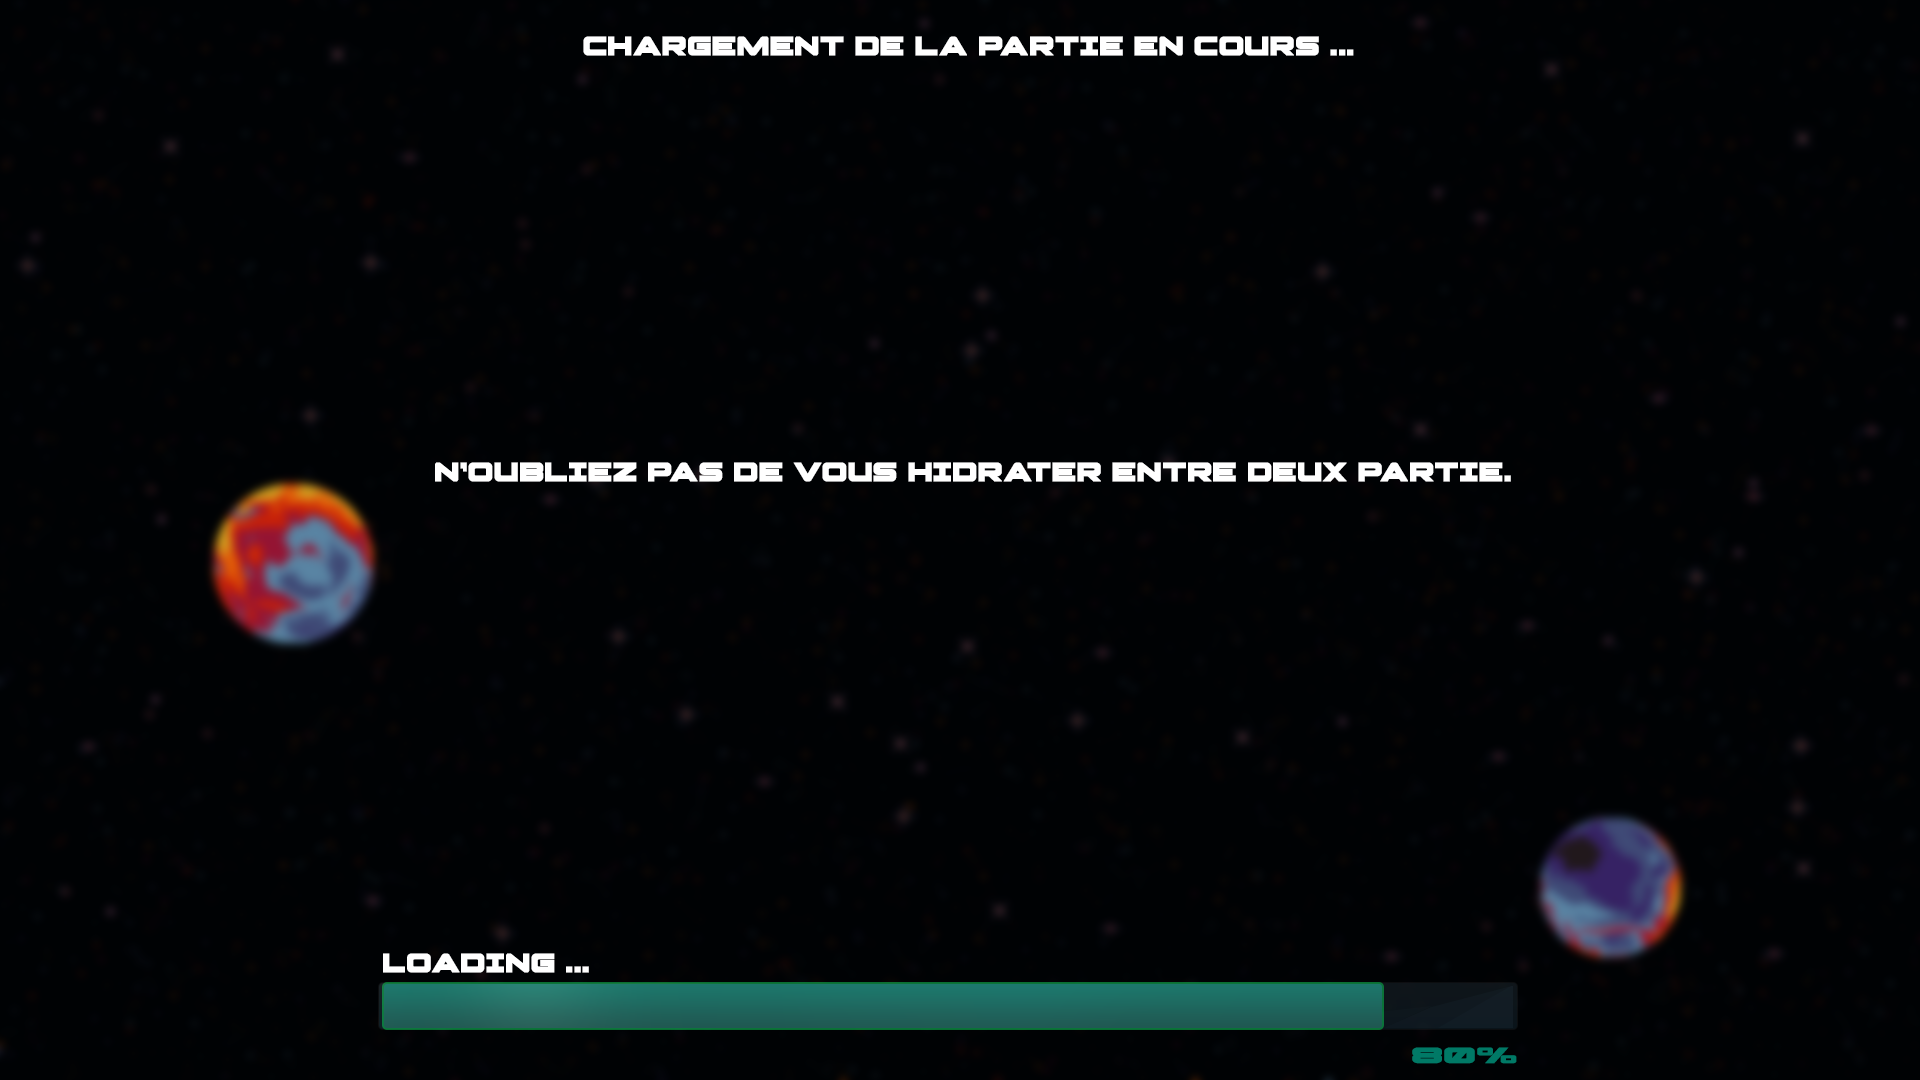 CHARGEMENT DE LA PARTIE EN COURS ...
N'OUBLIEZ PAS DE VOUS HIDRATER ENTRE DEUX PARTIE.
LOADING ...
80%